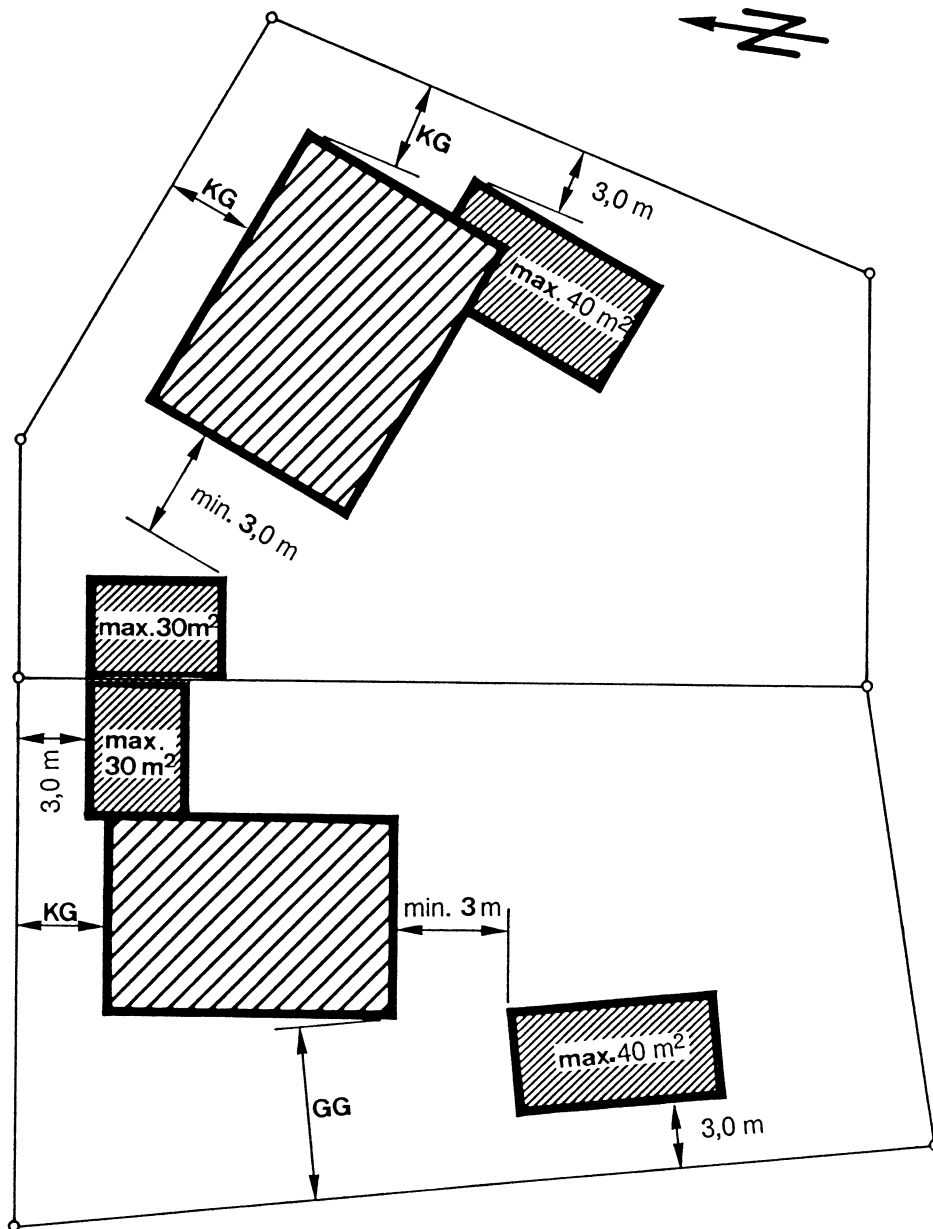 N
KG
KG
3,0 m
max. 40 m²
min. 3,0 m
max.30m²
max.
30 m²
3,0 m
KG
min. 3 m
max.40 m²
GG
3,0 m